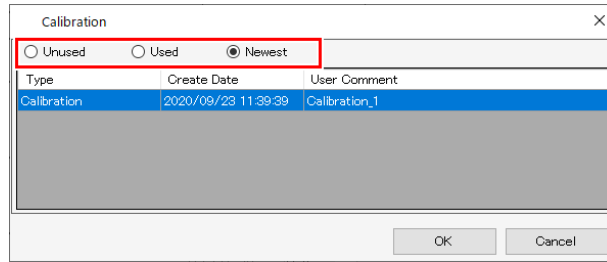 Calibration
Unused Used Newest
Type Create Date User Comment
Calibration 2020/09/23 11:39:39 Calibration_1
OK Cancel